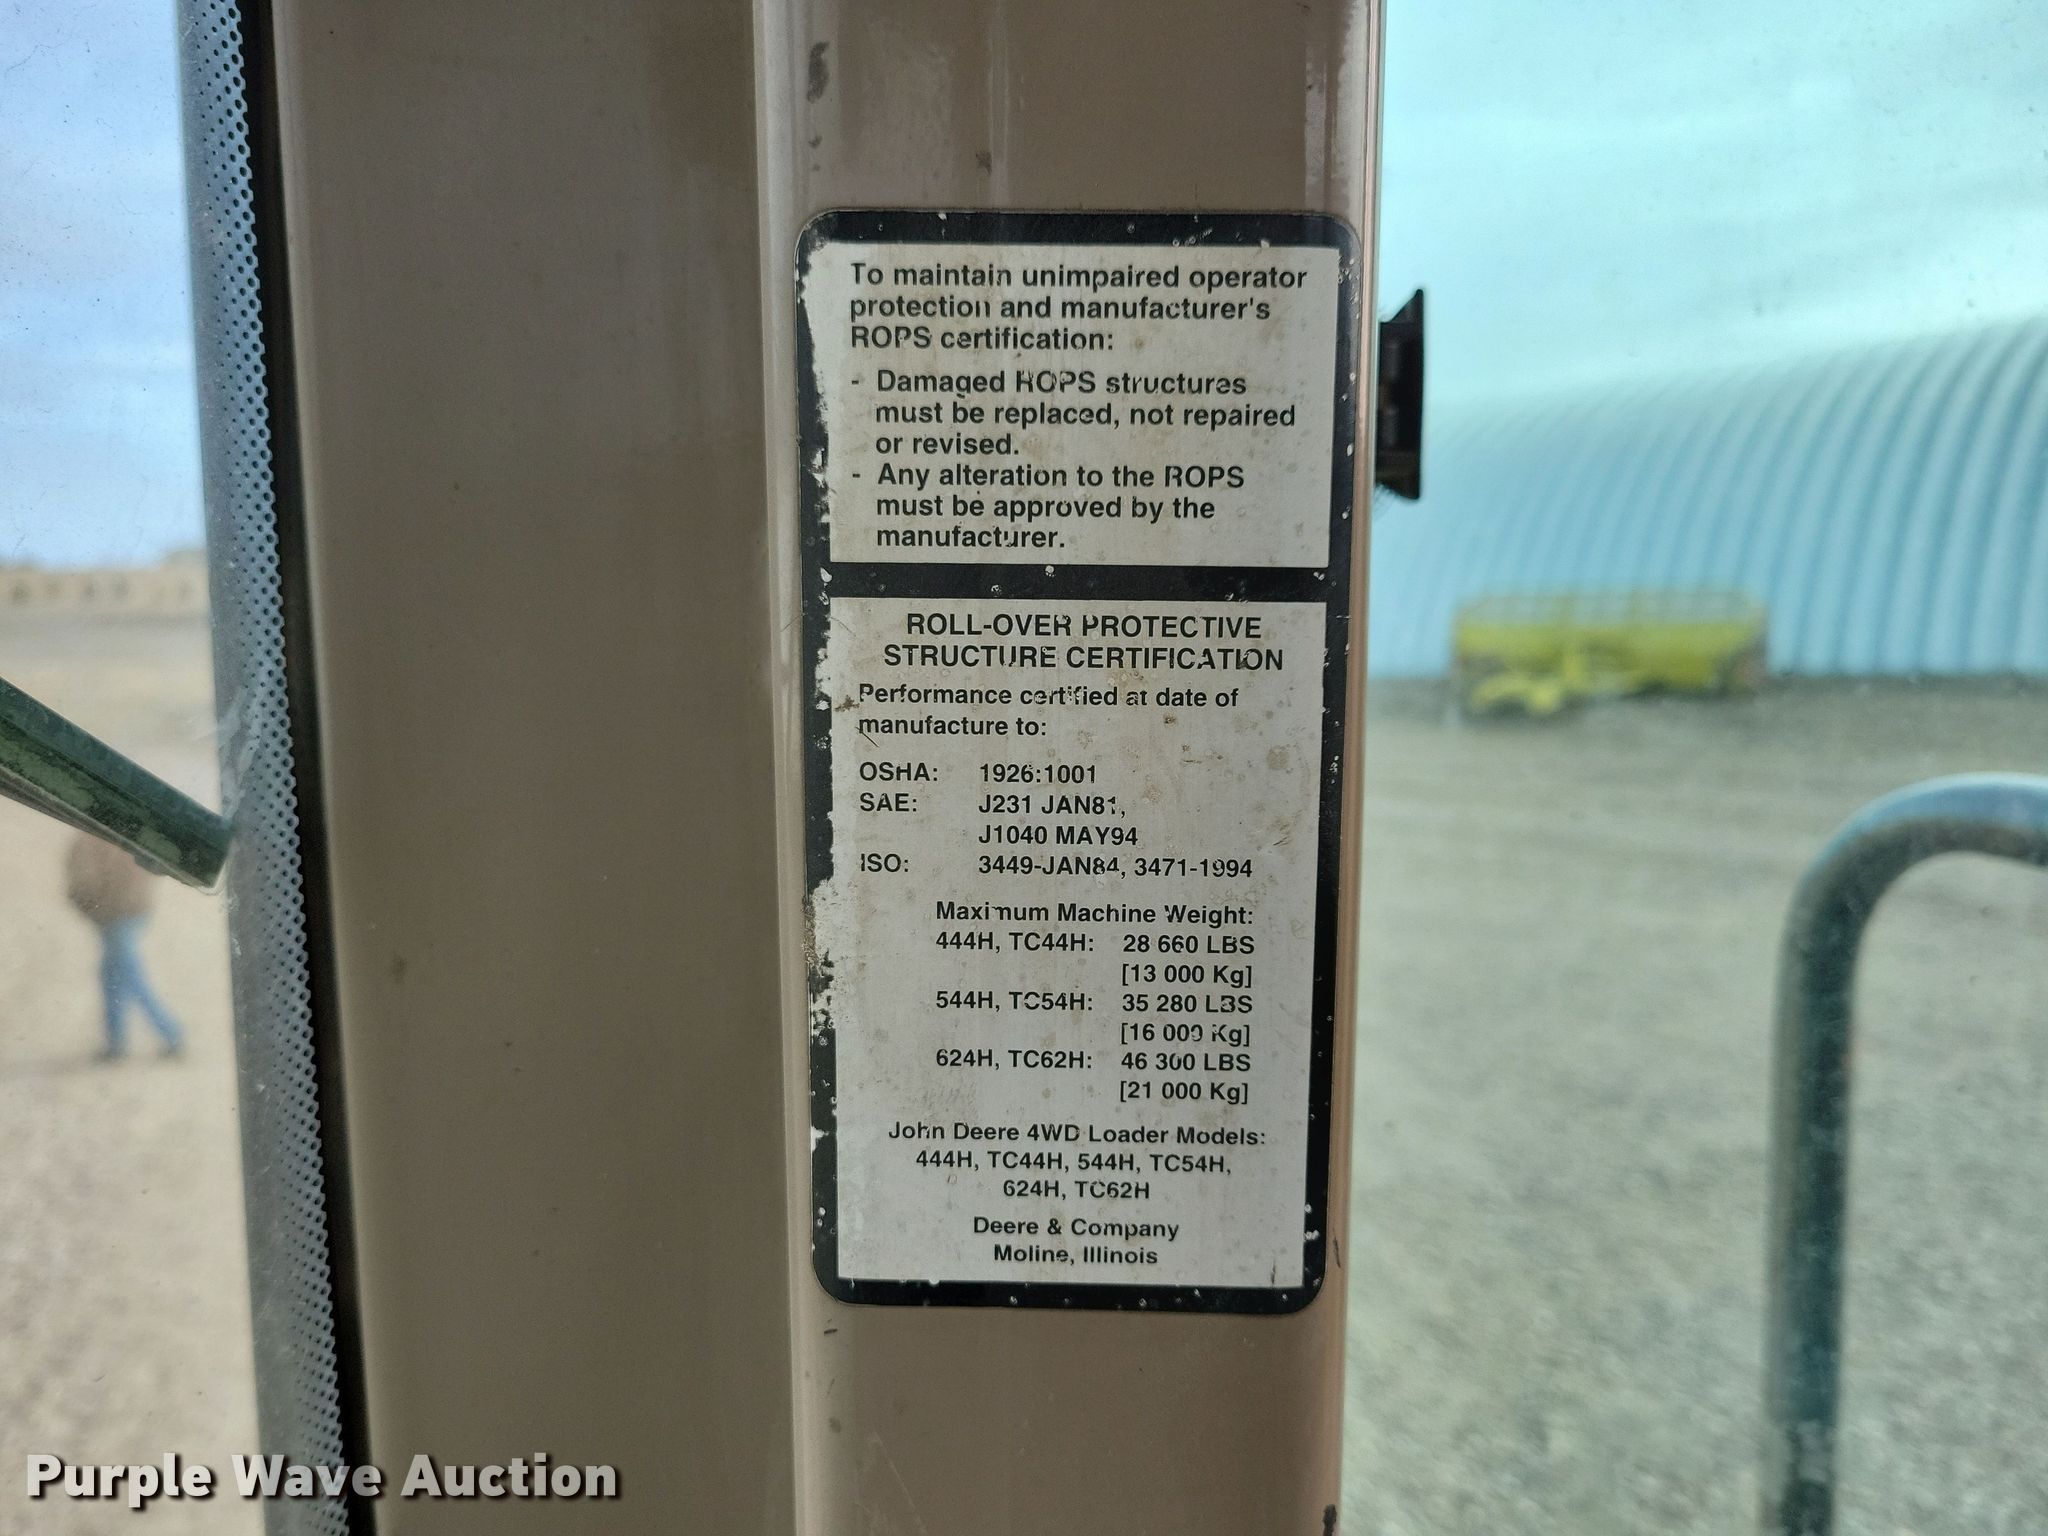 To maintain unimpaired operator
protection and manufacturer's
ROPS certification:
- Damaged ROPS structures
must be replaced, not repaired
or revised.
- Any alteration to the ROPS
must be approved by the
manufacturer.
ROLL-OVER PROTECTIVE
STRUCTURE CERTIFICATION
Performance certified at date of
manufacture to:
OSHA: 1926:1001
SAE: J231 JAN81,
J1040 MAY94
ISO: 3449-JAN84, 3471-1994
Maximum Machine Weight:
444H, TC44H: 28 660 LBS
[13 000 Kg]
544H, TC54H: 35 280 LBS
[16 000 Kg]
624H, TC62H: 46 300 LBS
[21 000 Kg]
John Deere 4WD Loader Models:
444H, TC44H, 544H, TC54H,
624H, TC62H
Deere & Company
Moline, Illinois
Purple Wave Auction